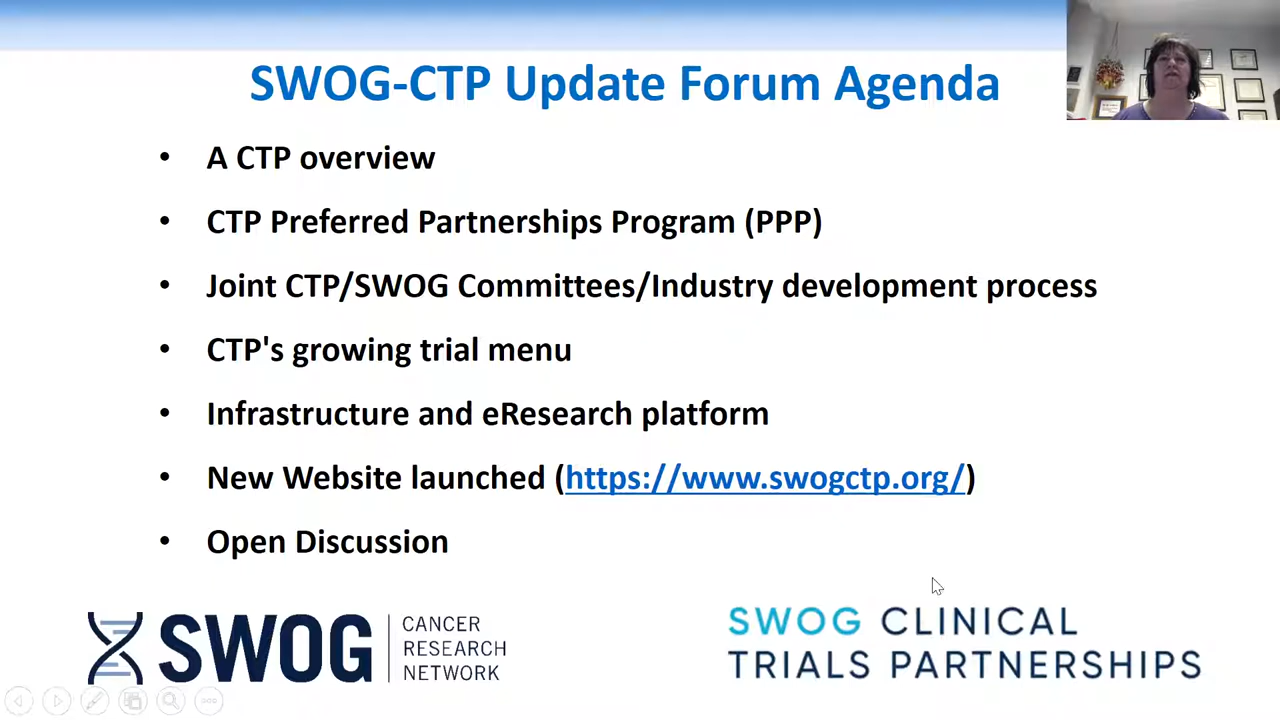 SWOG-CTP Update Forum Agenda
• A CTP overview
• CTP Preferred Partnerships Program (PPP)
• Joint CTP/SWOG Committees/Industry development process
• CTP's growing trial menu
• Infrastructure and eResearch platform
• New Website launched (https://www.swogctp.org/)
• Open Discussion
SWOG
CANCER
RESEARCH
NETWORK
SWOG CLINICAL
TRIALS PARTNERSHIPS